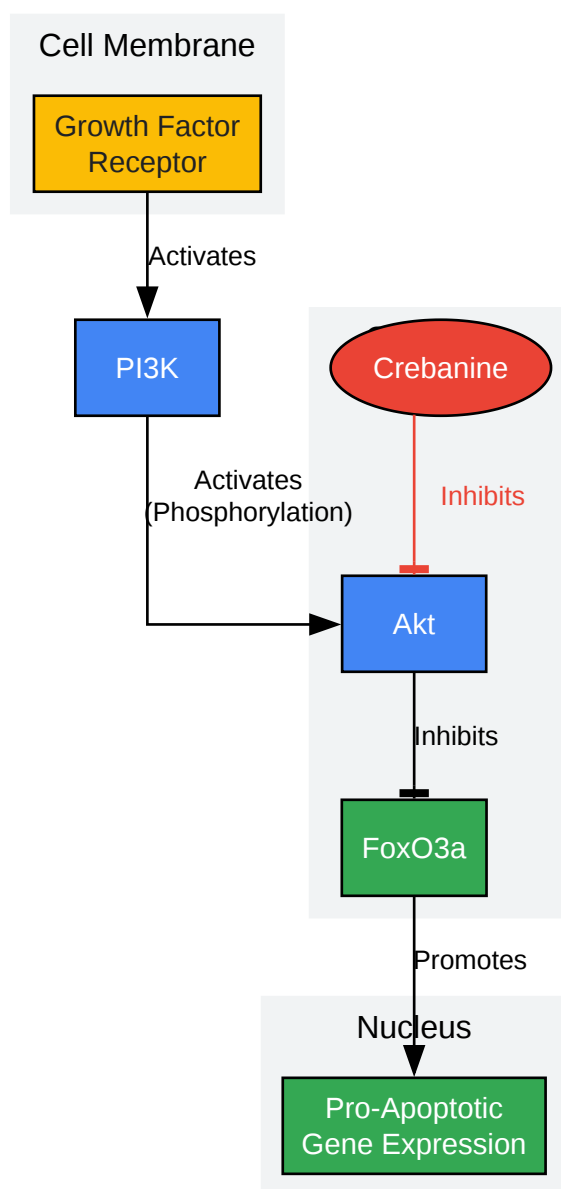 Cell Membrane
Growth Factor
Receptor
Activates
PI3K
Crebanine
Activates
(Phosphorylation)
Inhibits
Akt
Inhibits
FoxO3a
Promotes
Nucleus
Pro-Apoptotic
Gene Expression